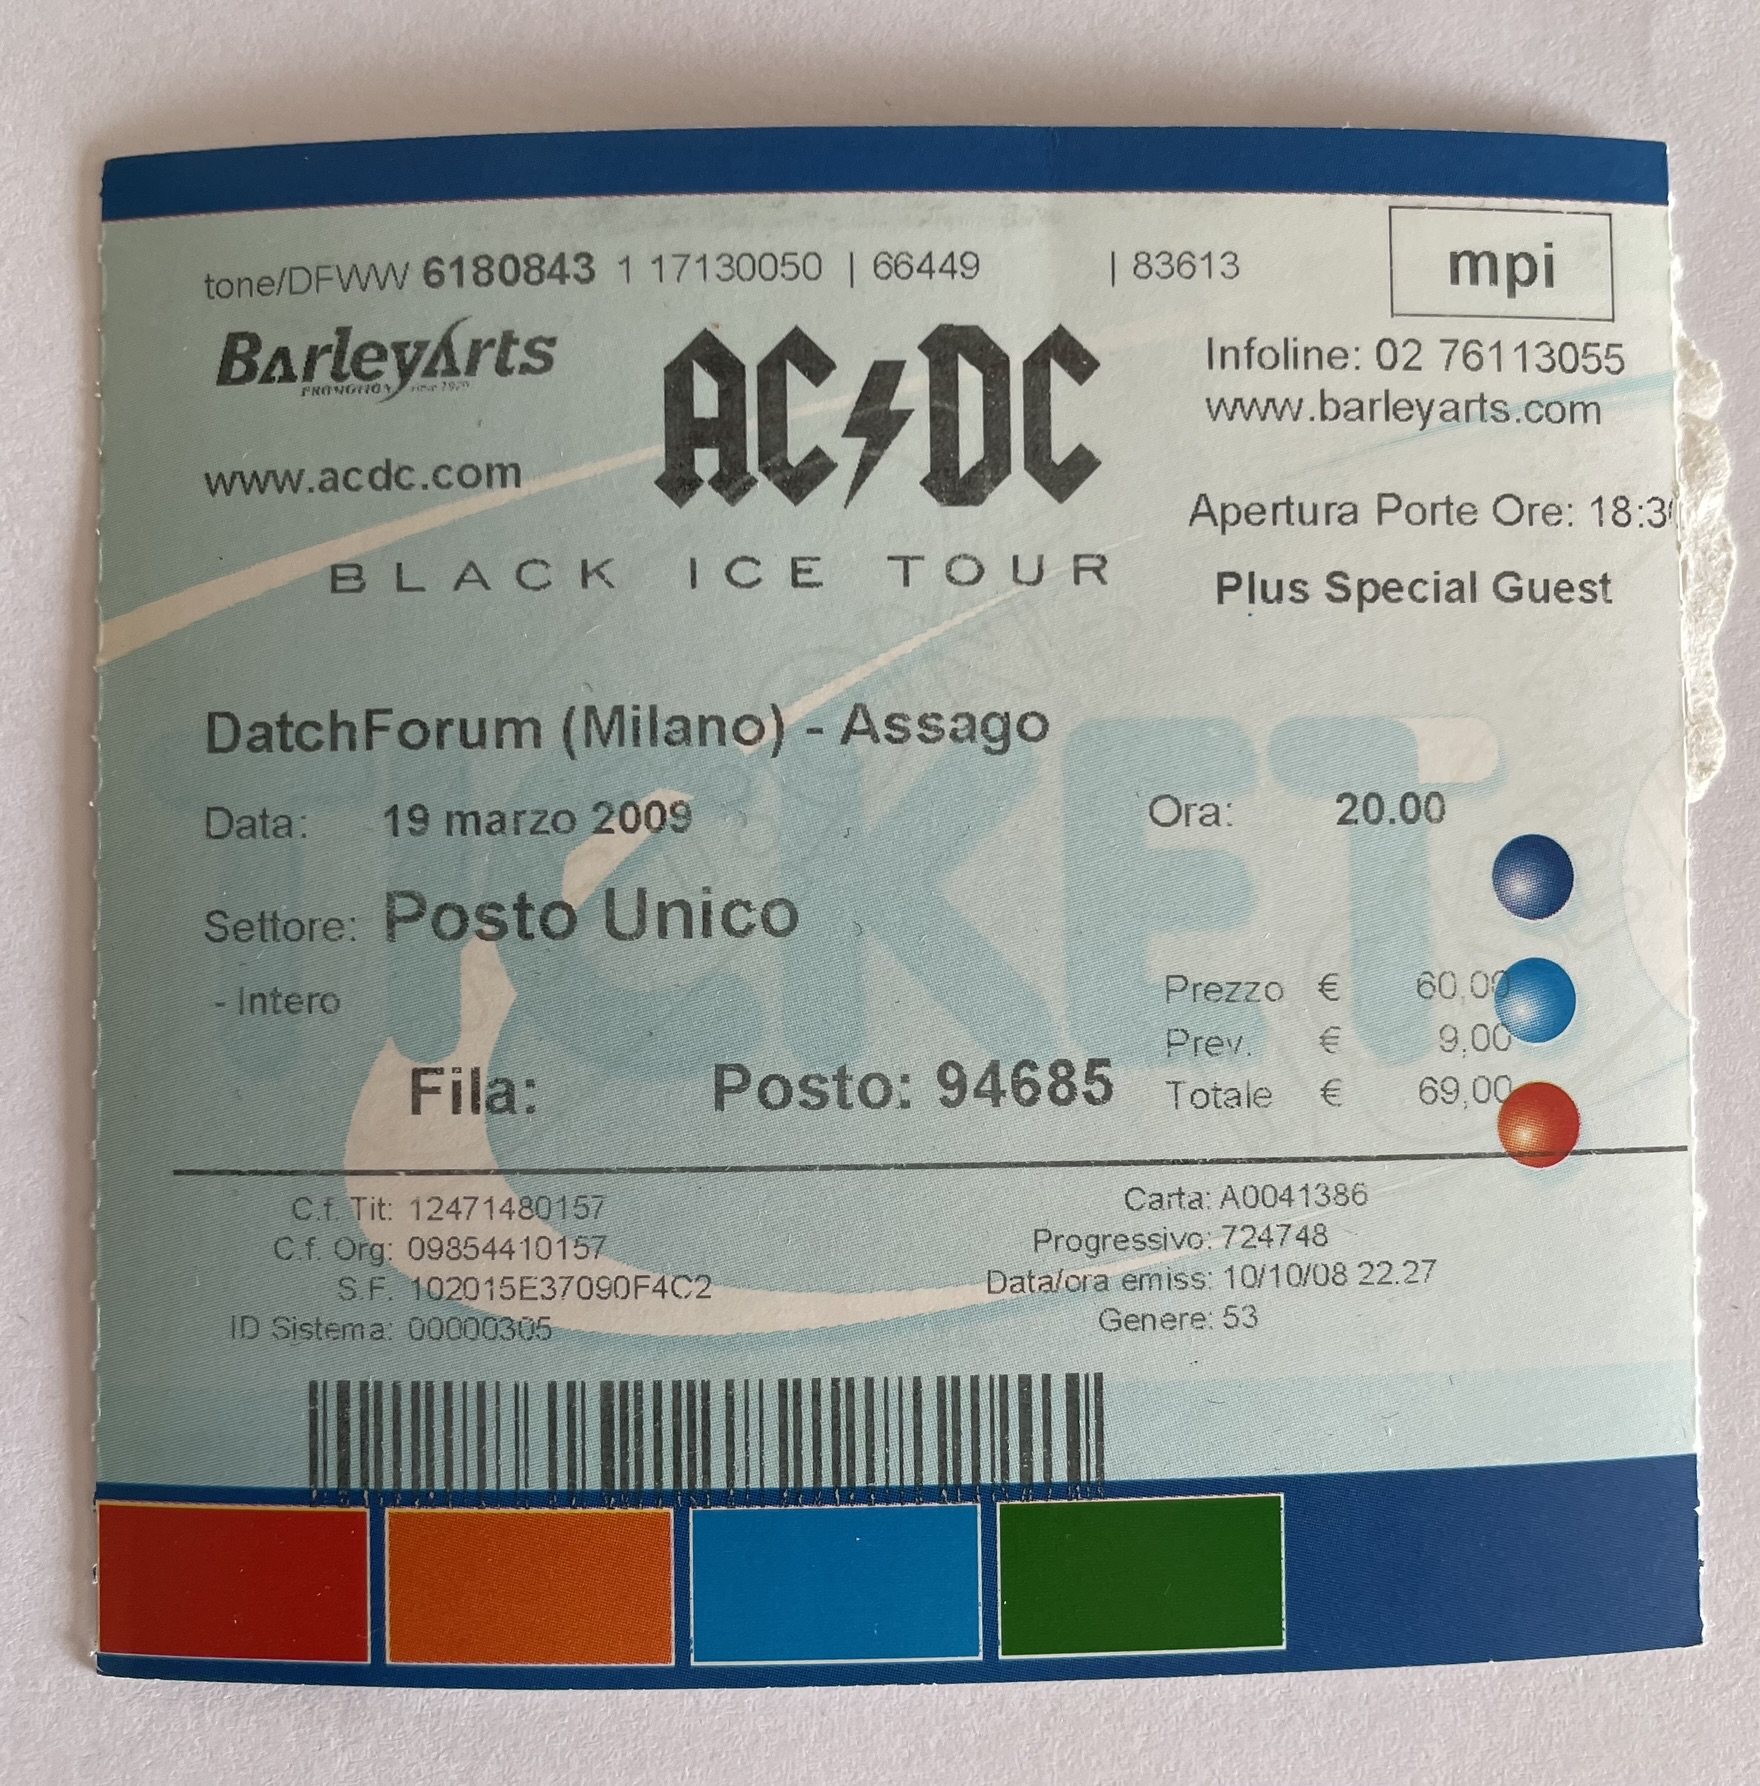 tone/DFWW 6180843 1 17130050 | 66449 | 83613
mpi
BarleyArts
PROMOTION since 1979
www.acdc.com
AC DC
BLACK ICE TOUR
Infoline: 02 76113055
www.barleyarts.com
Apertura Porte Ore: 18:3
Plus Special Guest
TICKET
DatchForum (Milano) - Assago
Data: 19 marzo 2009 Ora: 20.00
Settore: Posto Unico
- Intero
Prezzo € 60,00
Prev. € 9,00
Totale € 69,00
Fila: Posto: 94685
C.f. Tit: 12471480157
C.f. Org: 09854410157
S.F. 102015E37090F4C2
ID Sistema: 00000305
Carta: A0041386
Progressivo: 724748
Data/ora emiss: 10/10/08 22.27
Genere: 53